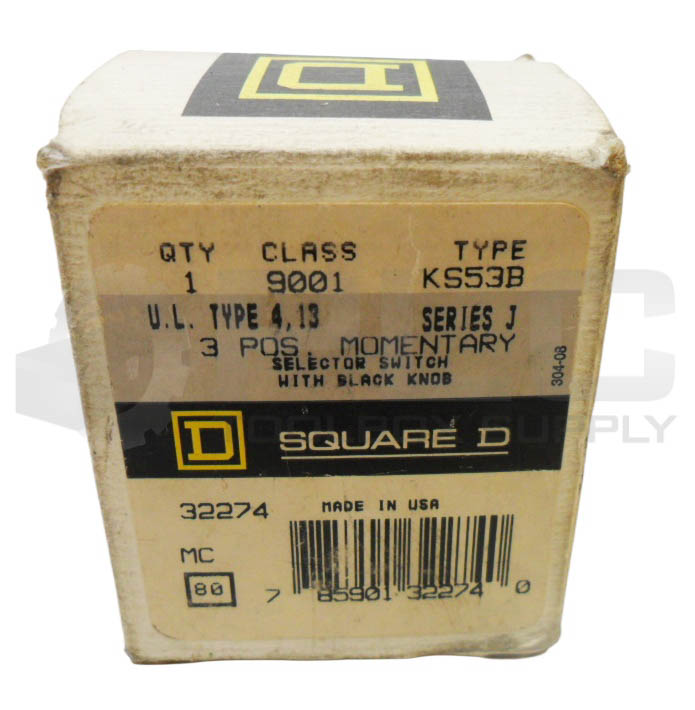 D
QTY CLASS TYPE
1 9001 KS53B
U.L. TYPE 4,13 SERIES J
3 POS. MOMENTARY
SELECTOR SWITCH
WITH BLACK KNOB
304-08
D SQUARE D
32274 MADE IN USA
MC
80
7 85901 32274 0
SUPPLY